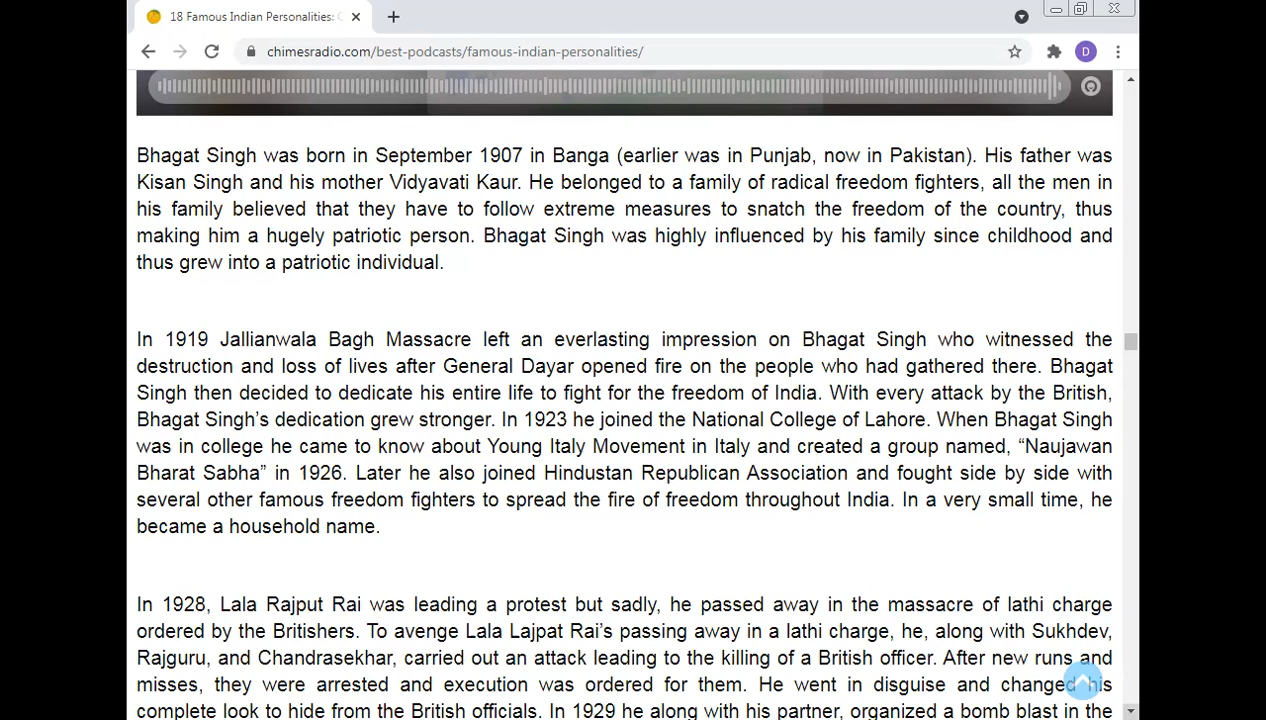 18 Famous Indian Personalities:
chimesradio.com/best-podcasts/famous-indian-personalities/
D
Bhagat Singh was born in September 1907 in Banga (earlier was in Punjab, now in Pakistan). His father was
Kisan Singh and his mother Vidyavati Kaur. He belonged to a family of radical freedom fighters, all the men in
his family believed that they have to follow extreme measures to snatch the freedom of the country, thus
making him a hugely patriotic person. Bhagat Singh was highly influenced by his family since childhood and
thus grew into a patriotic individual.
In 1919 Jallianwala Bagh Massacre left an everlasting impression on Bhagat Singh who witnessed the
destruction and loss of lives after General Dayar opened fire on the people who had gathered there. Bhagat
Singh then decided to dedicate his entire life to fight for the freedom of India. With every attack by the British,
Bhagat Singh’s dedication grew stronger. In 1923 he joined the National College of Lahore. When Bhagat Singh
was in college he came to know about Young Italy Movement in Italy and created a group named, “Naujawan
Bharat Sabha” in 1926. Later he also joined Hindustan Republican Association and fought side by side with
several other famous freedom fighters to spread the fire of freedom throughout India. In a very small time, he
became a household name.
In 1928, Lala Rajput Rai was leading a protest but sadly, he passed away in the massacre of lathi charge
ordered by the Britishers. To avenge Lala Lajpat Rai’s passing away in a lathi charge, he, along with Sukhdev,
Rajguru, and Chandrasekhar, carried out an attack leading to the killing of a British officer. After new runs and
misses, they were arrested and execution was ordered for them. He went in disguise and changed his
complete look to hide from the British officials. In 1929 he along with his partner, organized a bomb blast in the